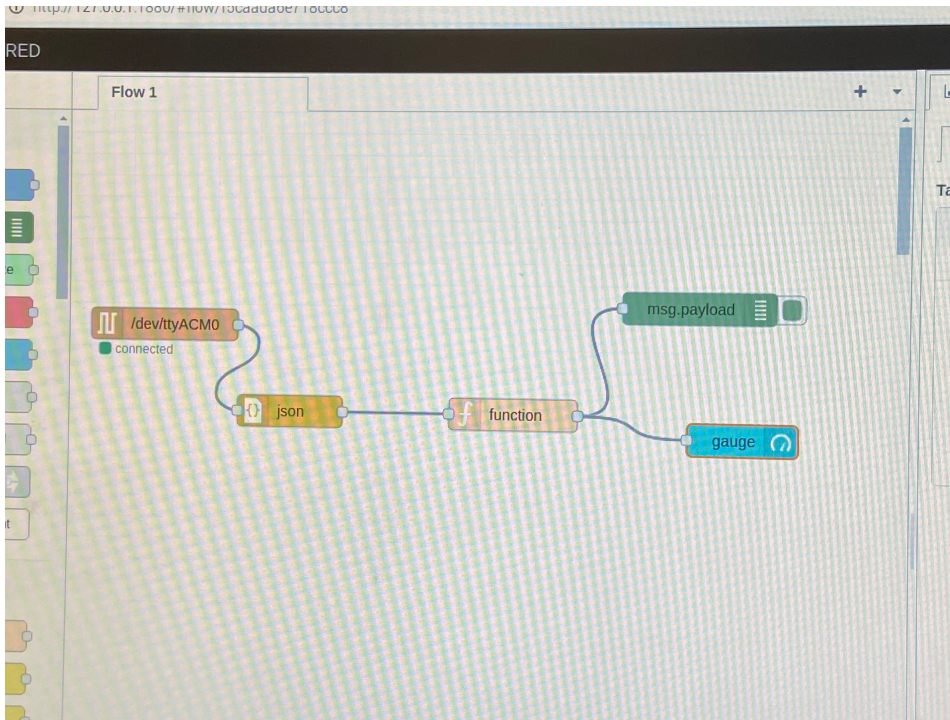 RED
Flow 1
/dev/ttyACM0
connected
json
function
msg.payload
gauge